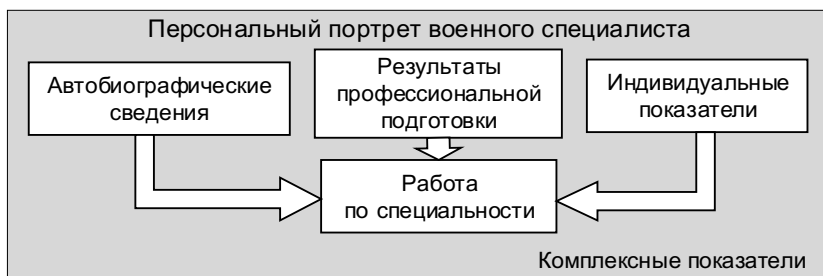 Персональный портрет военного специалиста
Автобиографические
сведения
Результаты
профессиональной
подготовки
Индивидуальные
показатели
Работа
по специальности
Комплексные показатели